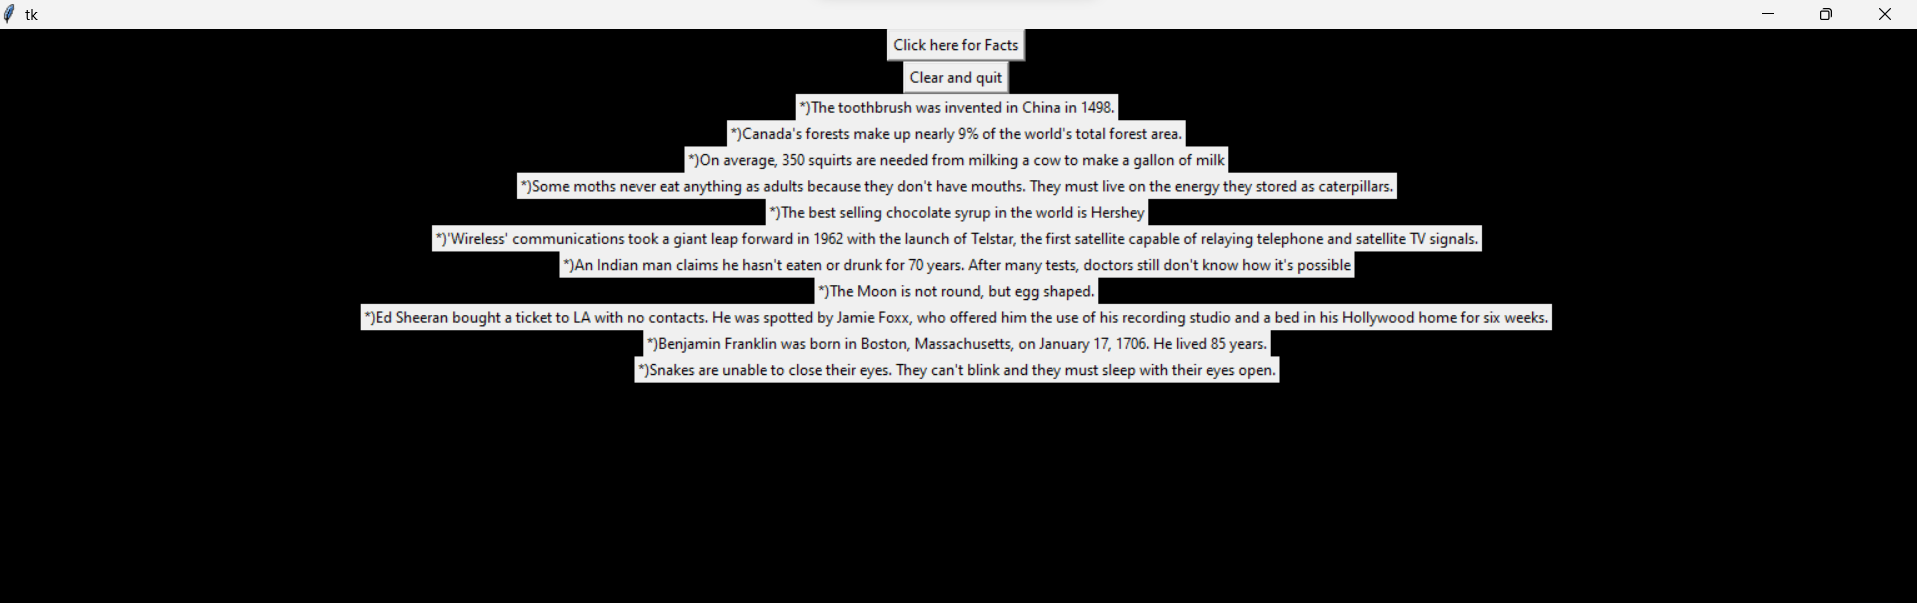 tk
Click here for Facts
Clear and quit
*)The toothbrush was invented in China in 1498.
*)Canada's forests make up nearly 9% of the world's total forest area.
*)On average, 350 squirts are needed from milking a cow to make a gallon of milk
*)Some moths never eat anything as adults because they don't have mouths. They must live on the energy they stored as caterpillars.
*)The best selling chocolate syrup in the world is Hershey
*)'Wireless' communications took a giant leap forward in 1962 with the launch of Telstar, the first satellite capable of relaying telephone and satellite TV signals.
*)An Indian man claims he hasn't eaten or drunk for 70 years. After many tests, doctors still don't know how it's possible
*)The Moon is not round, but egg shaped.
*)Ed Sheeran bought a ticket to LA with no contacts. He was spotted by Jamie Foxx, who offered him the use of his recording studio and a bed in his Hollywood home for six weeks.
*)Benjamin Franklin was born in Boston, Massachusetts, on January 17, 1706. He lived 85 years.
*)Snakes are unable to close their eyes. They can't blink and they must sleep with their eyes open.